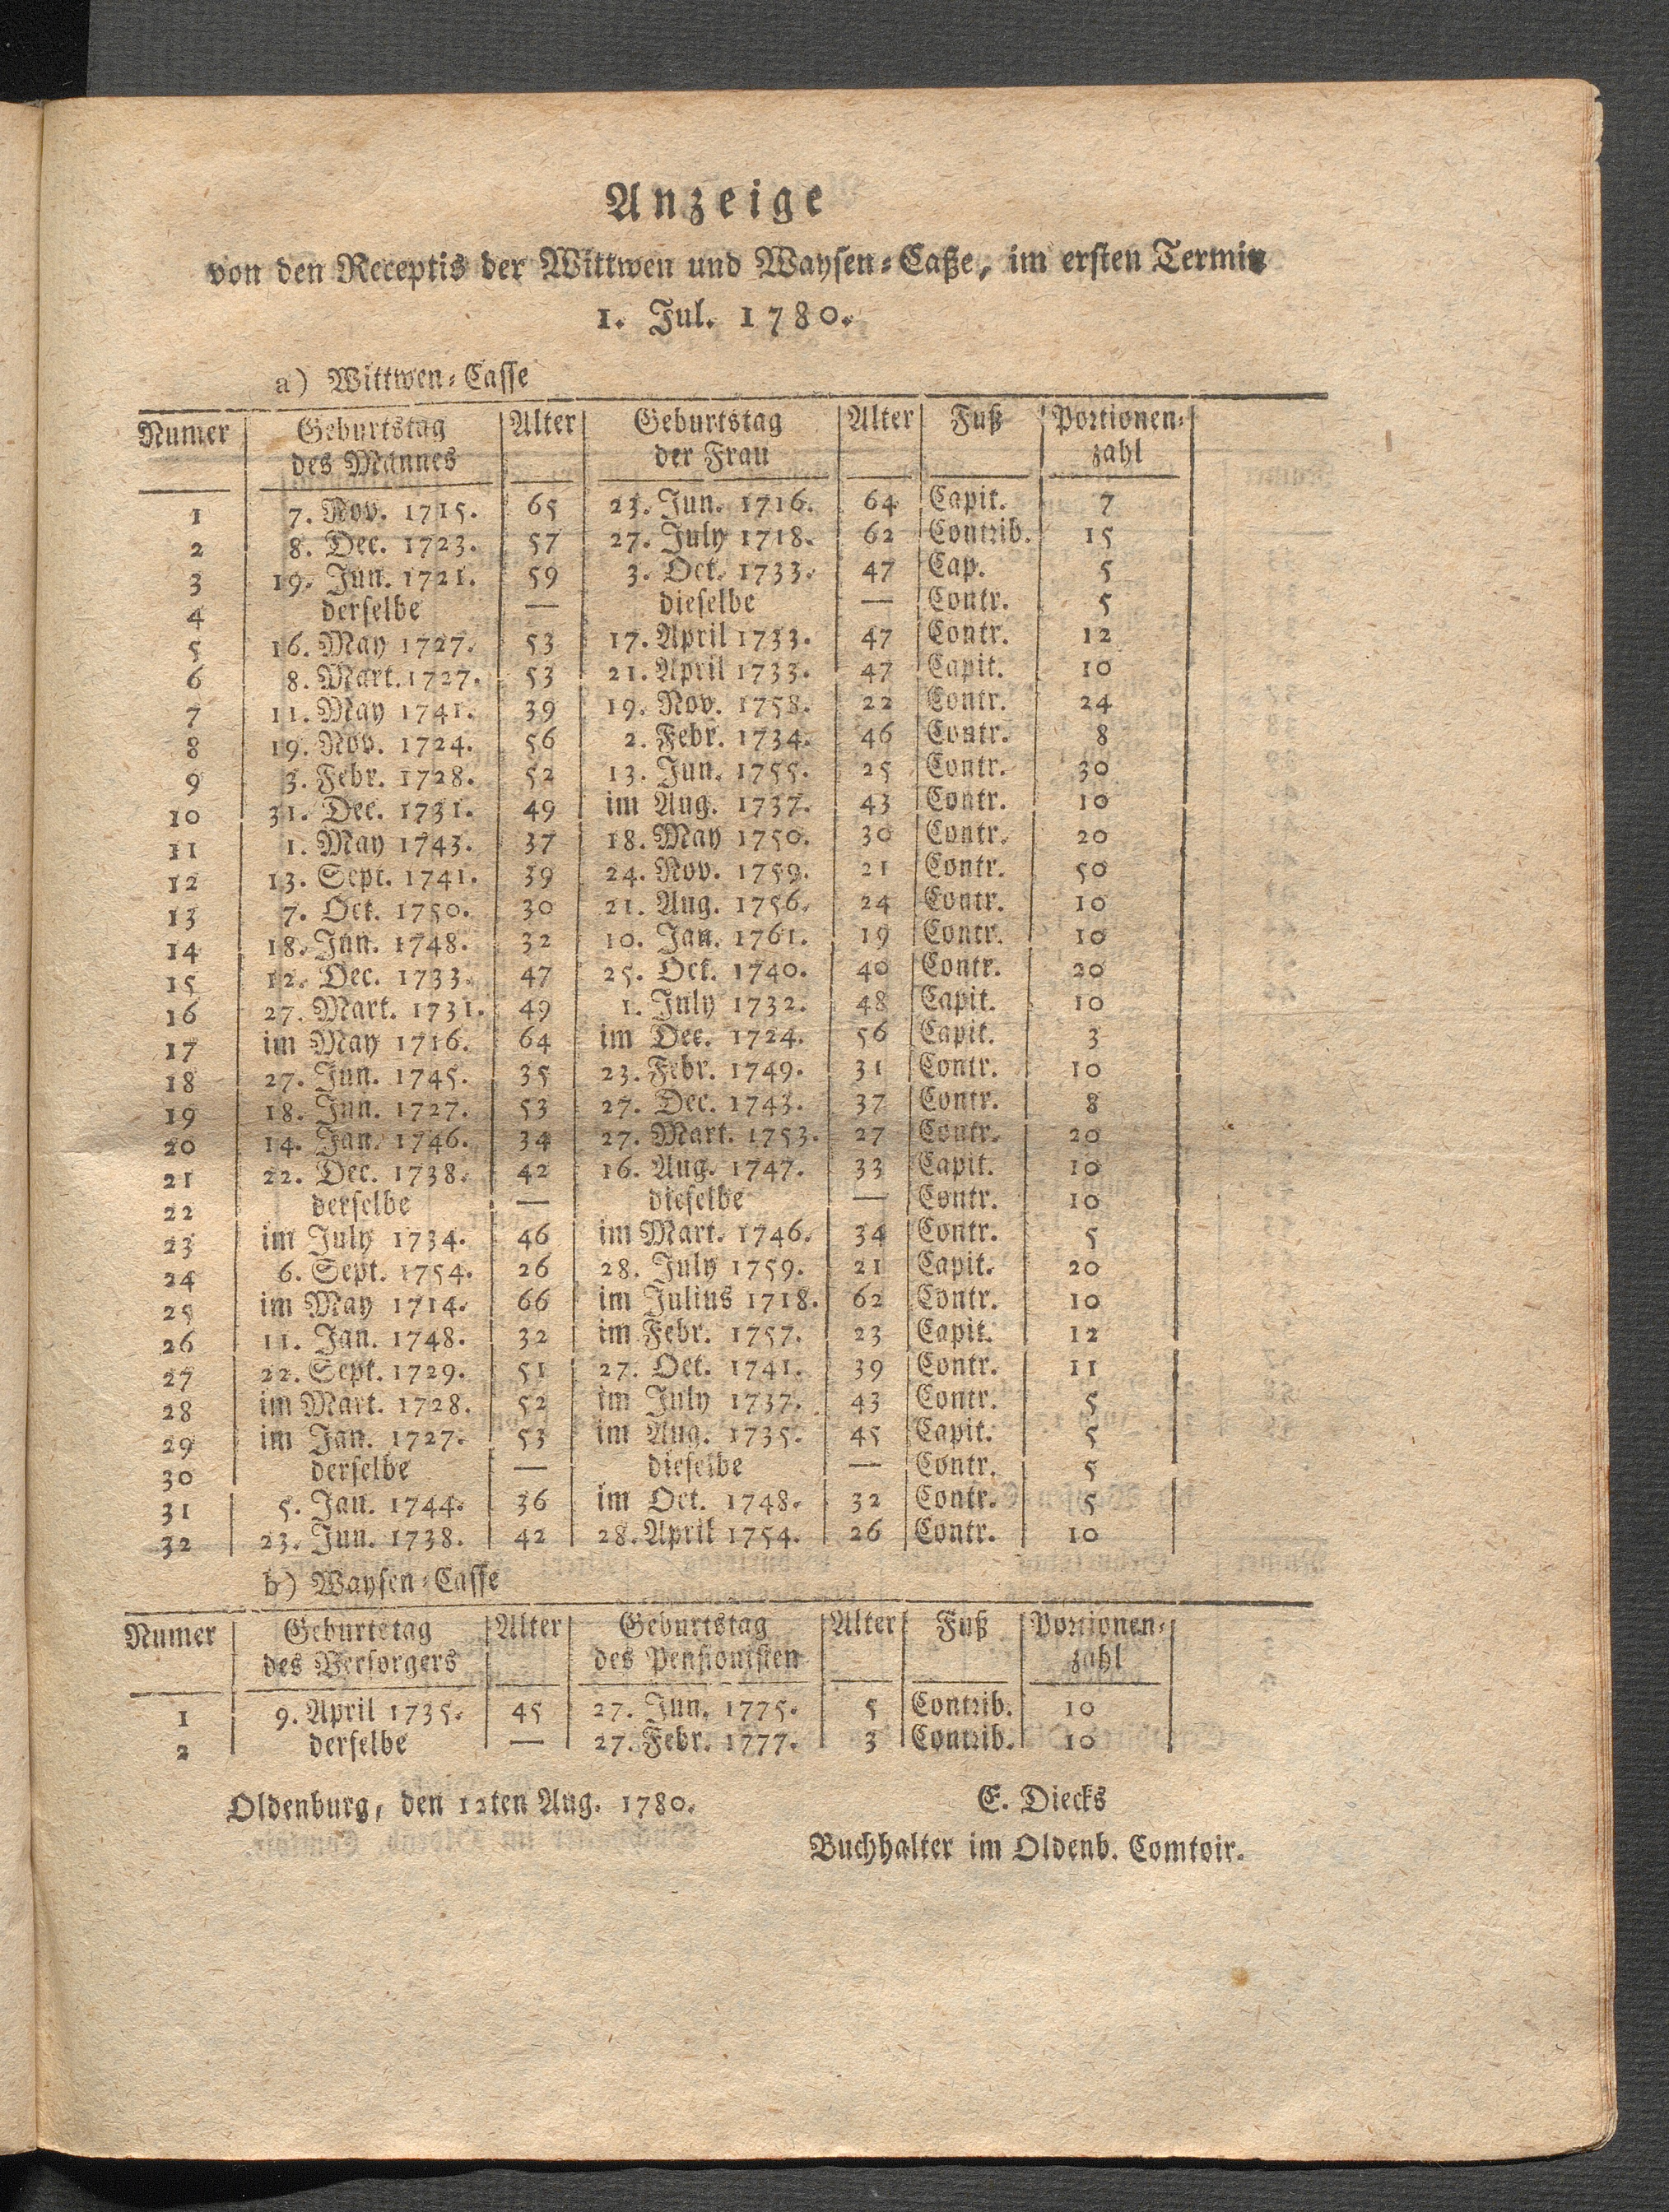 Anzeige
von den Receptis der Wittwen und Waysen-Caße, im ersten Termin
1. Jul. 1780.
a) Wittwen-Casse
Numer | Geburtstag des Mannes | Alter | Geburtstag der Frau | Alter | Fuß | Portionen-zahl
1 | 7. Nov. 1715. | 65 | 23. Jun. 1716. | 64 | Capit. | 7
2 | 8. Dec. 1723. | 57 | 27. July 1718. | 62 | Contrib. | 15
3 | 19. Jun. 1721. | 59 | 3. Oct. 1733. | 47 | Cap. | 5
4 | derselbe | — | dieselbe | — | Contr. | 5
5 | 16. May 1727. | 53 | 17. April 1733. | 47 | Contr. | 12
6 | 8. Mart. 1727. | 53 | 21. April 1733. | 47 | Capit. | 10
7 | 11. May 1741. | 39 | 19. Nov. 1758. | 22 | Contr. | 24
8 | 19. Nov. 1724. | 56 | 2. Febr. 1734. | 46 | Contr. | 8
9 | 3. Febr. 1728. | 52 | 13. Jun. 1755. | 25 | Contr. | 30
10 | 31. Dec. 1731. | 49 | im Aug. 1737. | 43 | Contr. | 10
11 | 1. May 1743. | 37 | 18. May 1750. | 30 | Contr. | 20
12 | 13. Sept. 1741. | 39 | 24. Nov. 1759. | 21 | Contr. | 50
13 | 7. Oct. 1750. | 30 | 21. Aug. 1756. | 24 | Contr. | 10
14 | 18. Jun. 1748. | 32 | 10. Jan. 1761. | 19 | Contr. | 10
15 | 12. Dec. 1733. | 47 | 25. Oct. 1740. | 40 | Contr. | 20
16 | 27. Mart. 1731. | 49 | 1. July 1732. | 48 | Capit. | 10
17 | im May 1716. | 64 | im Dec. 1724. | 56 | Capit. | 3
18 | 27. Jun. 1745. | 35 | 23. Febr. 1749. | 31 | Contr. | 10
19 | 18. Jun. 1727. | 53 | 27. Dec. 1743. | 37 | Contr. | 8
20 | 14. Jan. 1746. | 34 | 27. Mart. 1753. | 27 | Contr. | 20
21 | 22. Dec. 1738. | 42 | 16. Aug. 1747. | 33 | Capit. | 10
22 | derselbe | — | dieselbe | — | Contr. | 10
23 | im July 1734. | 46 | im Mart. 1746. | 34 | Contr. | 5
24 | 6. Sept. 1754. | 26 | 28. July 1759. | 21 | Capit. | 20
25 | im May 1714. | 66 | im Julius 1718. | 62 | Contr. | 10
26 | 11. Jan. 1748. | 32 | im Febr. 1757. | 23 | Capit. | 12
27 | 22. Sept. 1729. | 51 | 27. Oct. 1741. | 39 | Contr. | 11
28 | im Mart. 1728. | 52 | im July 1737. | 43 | Contr. | 5
29 | im Jan. 1727. | 53 | im Aug. 1735. | 45 | Capit. | 5
30 | derselbe | — | dieselbe | — | Contr. | 5
31 | 5. Jan. 1744. | 36 | im Oct. 1748. | 32 | Contr. | 5
32 | 23. Jun. 1738. | 42 | 28. April 1754. | 26 | Contr. | 10
b) Waysen-Casse
Numer | Geburtetag des Versorgers | Alter | Geburtstag des Pensionisten | Alter | Fuß | Portionen-zahl
1 | 9. April 1735. | 45 | 27. Jun. 1775. | 5 | Contrib. | 10
2 | derselbe | — | 27. Febr. 1777. | 3 | Contrib. | 10
Oldenburg, den 12ten Aug. 1780.
E. Diecks
Buchhalter im Oldenb. Comtoir.